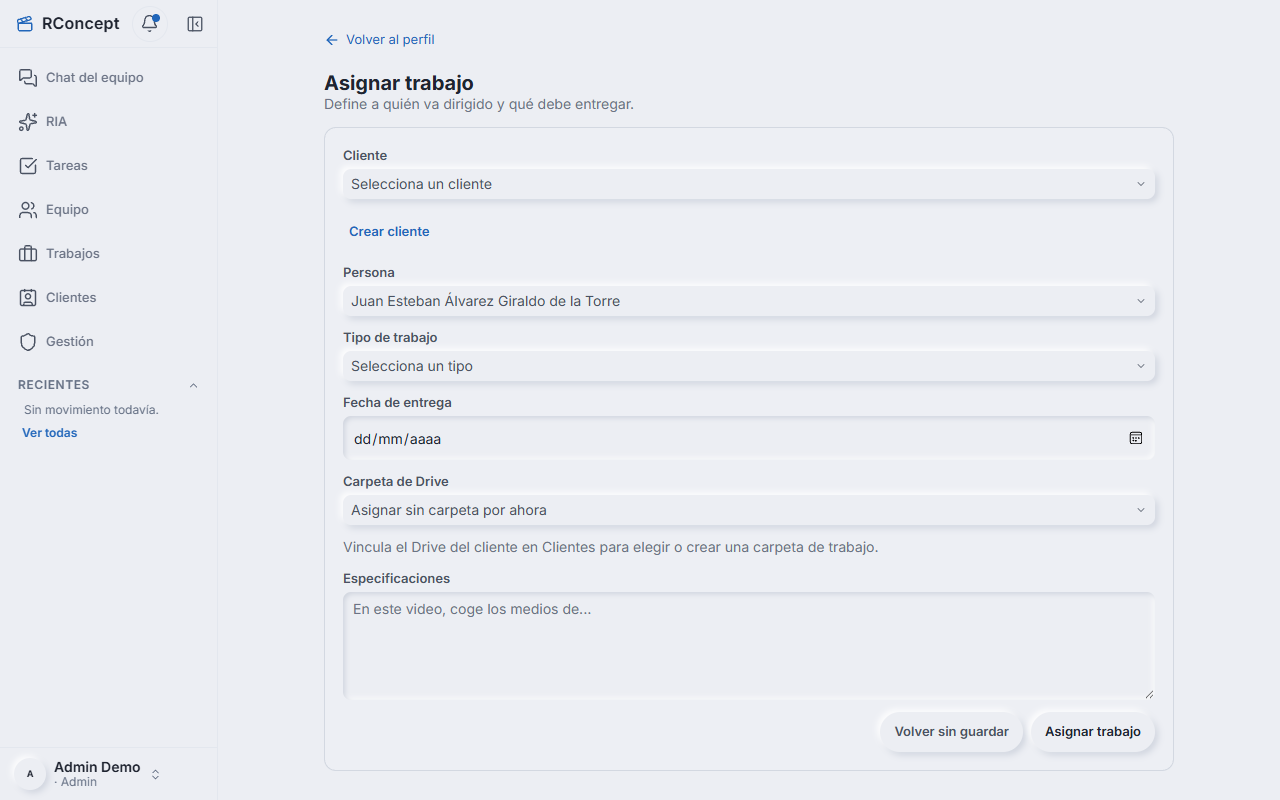 RConcept
Chat del equipo
RIA
Tareas
Equipo
Trabajos
Clientes
Gestión
RECIENTES
Sin movimiento todavía.
Ver todas
A
Admin Demo
· Admin
Volver al perfil
Asignar trabajo
Define a quién va dirigido y qué debe entregar.
Cliente
Selecciona un cliente
Crear cliente
Persona
Juan Esteban Álvarez Giraldo de la Torre
Tipo de trabajo
Selecciona un tipo
Fecha de entrega
dd/mm/aaaa
Carpeta de Drive
Asignar sin carpeta por ahora
Vincula el Drive del cliente en Clientes para elegir o crear una carpeta de trabajo.
Especificaciones
En este video, coge los medios de...
Volver sin guardar
Asignar trabajo